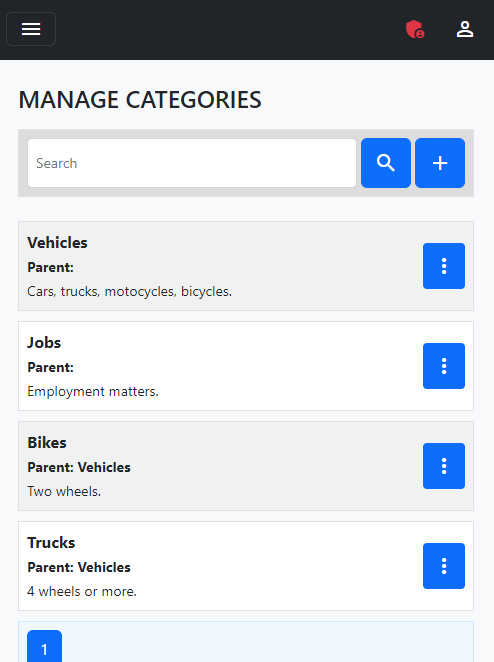 MANAGE CATEGORIES
Search
Vehicles
Parent:
Cars, trucks, motocycles, bicycles.
Jobs
Parent:
Employment matters.
Bikes
Parent: Vehicles
Two wheels.
Trucks
Parent: Vehicles
4 wheels or more.
1